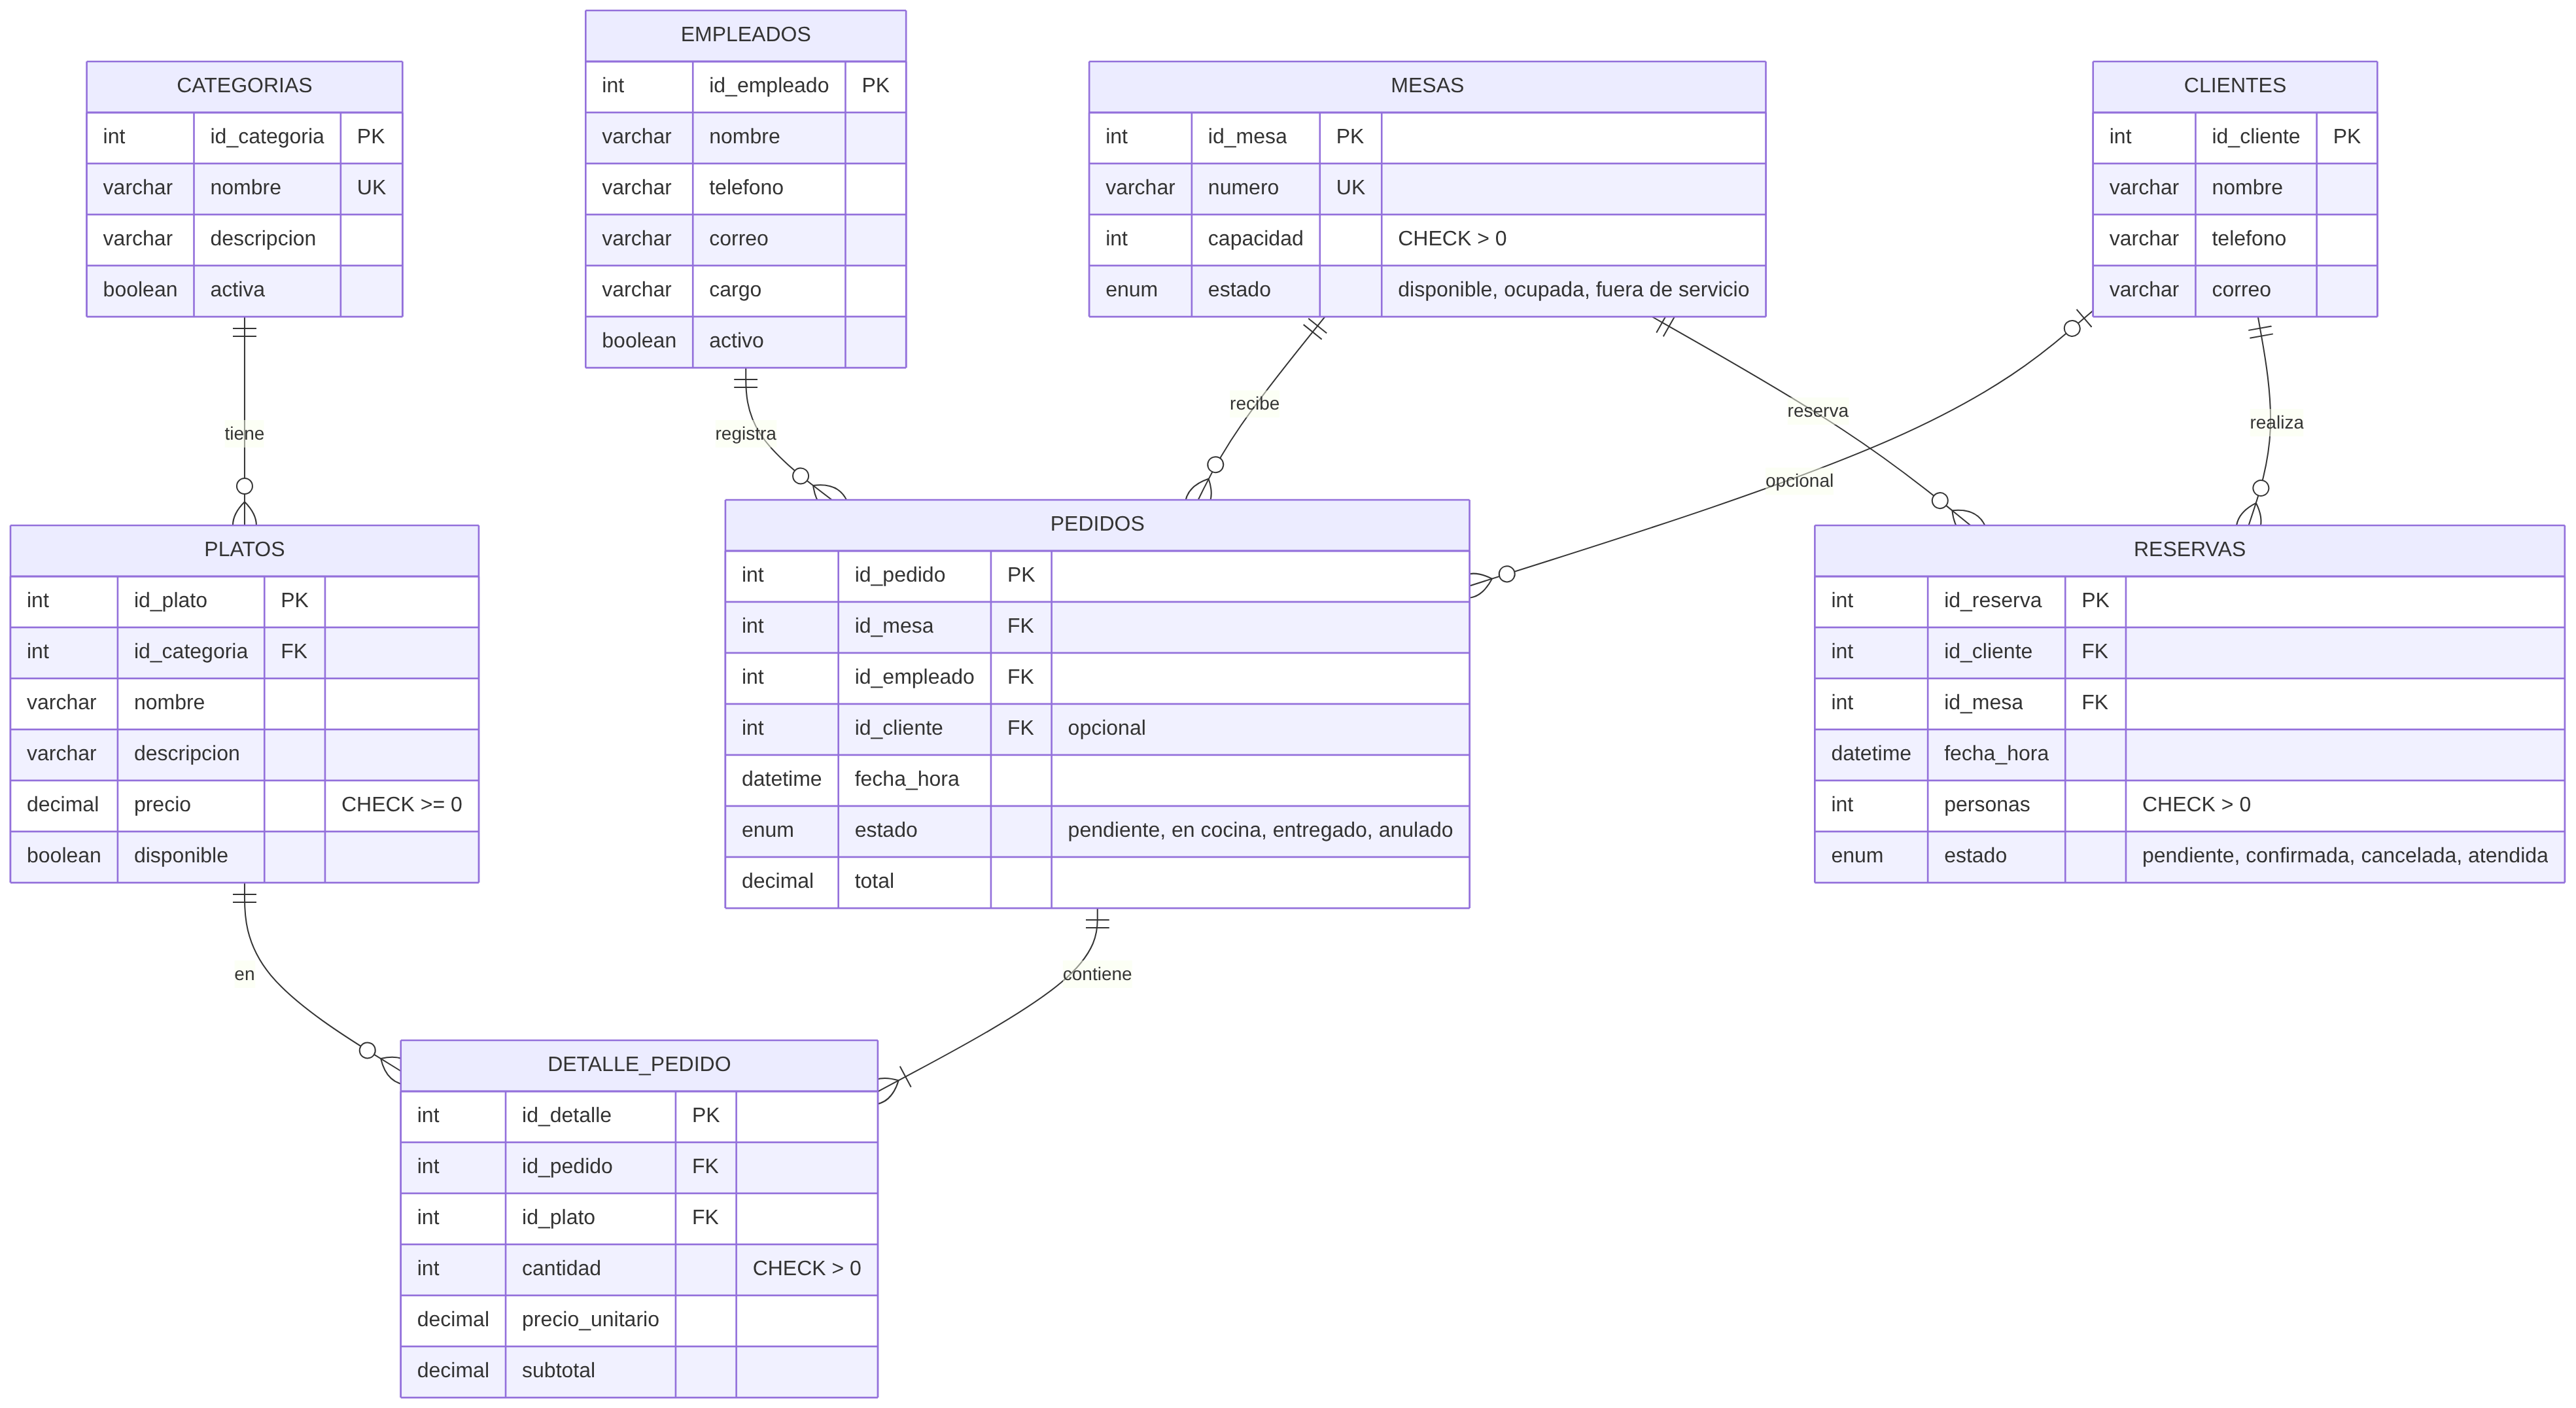 CATEGORIAS
int id_categoria PK
varchar nombre UK
varchar descripcion
boolean activa
EMPLEADOS
int id_empleado PK
varchar nombre
varchar telefono
varchar correo
varchar cargo
boolean activo
MESAS
int id_mesa PK
varchar numero UK
int capacidad CHECK > 0
enum estado disponible, ocupada, fuera de servicio
CLIENTES
int id_cliente PK
varchar nombre
varchar telefono
varchar correo
tiene
registra
recibe
reserva
realiza
opcional
PLATOS
int id_plato PK
int id_categoria FK
varchar nombre
varchar descripcion
decimal precio CHECK >= 0
boolean disponible
PEDIDOS
int id_pedido PK
int id_mesa FK
int id_empleado FK
int id_cliente FK opcional
datetime fecha_hora
enum estado pendiente, en cocina, entregado, anulado
decimal total
RESERVAS
int id_reserva PK
int id_cliente FK
int id_mesa FK
datetime fecha_hora
int personas CHECK > 0
enum estado pendiente, confirmada, cancelada, atendida
en
contiene
DETALLE_PEDIDO
int id_detalle PK
int id_pedido FK
int id_plato FK
int cantidad CHECK > 0
decimal precio_unitario
decimal subtotal